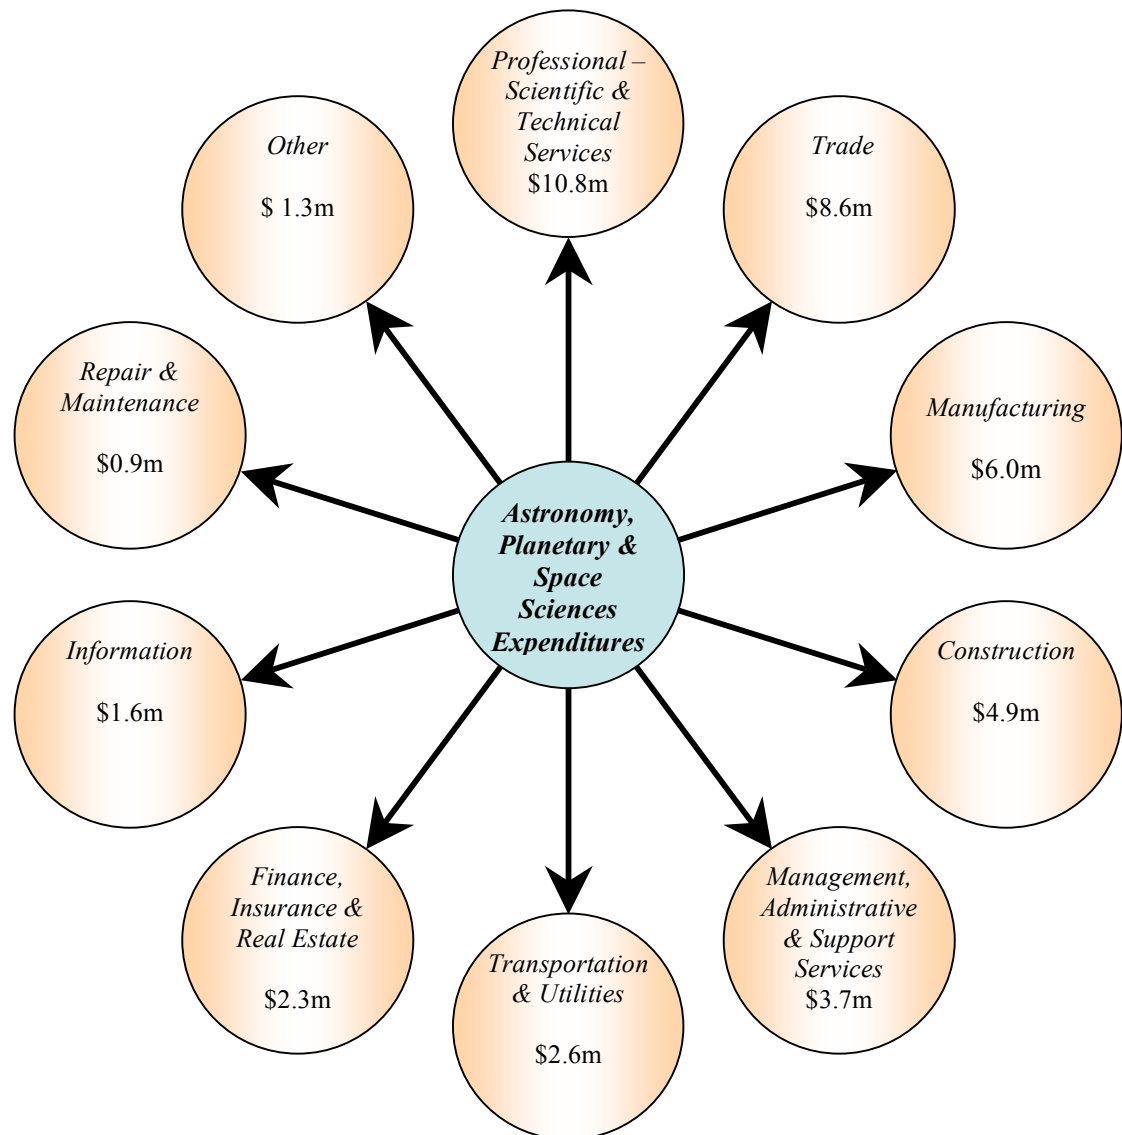 Professional –
Scientific &
Technical
Services
$10.8m
Other
$ 1.3m
Trade
$8.6m
Repair &
Maintenance
$0.9m
Manufacturing
$6.0m
Astronomy,
Planetary &
Space
Sciences
Expenditures
Information
$1.6m
Construction
$4.9m
Finance,
Insurance &
Real Estate
$2.3m
Transportation
& Utilities
$2.6m
Management,
Administrative
& Support
Services
$3.7m